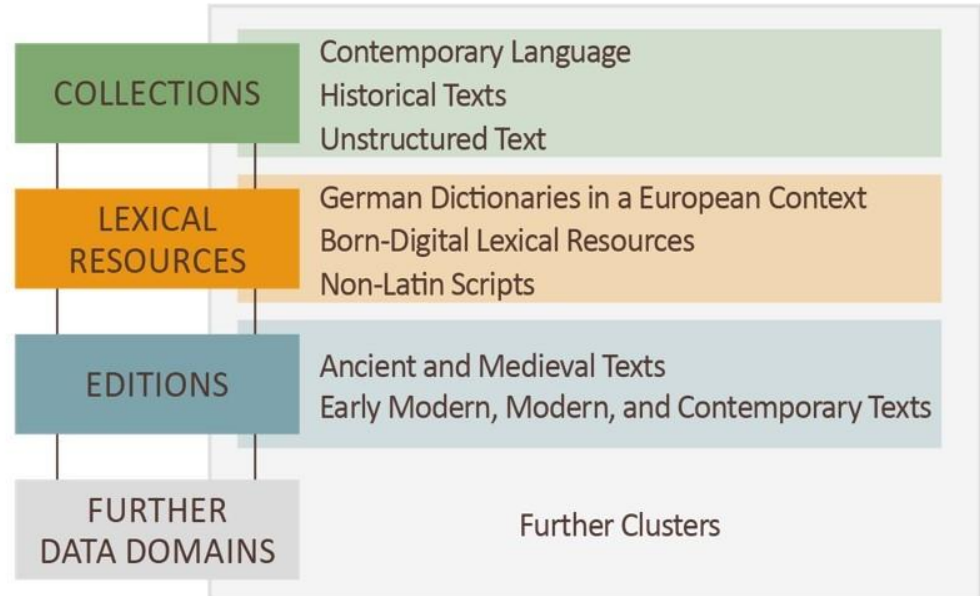 COLLECTIONS
Contemporary Language
Historical Texts
Unstructured Text
LEXICAL
RESOURCES
German Dictionaries in a European Context
Born-Digital Lexical Resources
Non-Latin Scripts
EDITIONS
Ancient and Medieval Texts
Early Modern, Modern, and Contemporary Texts
FURTHER
DATA DOMAINS
Further Clusters